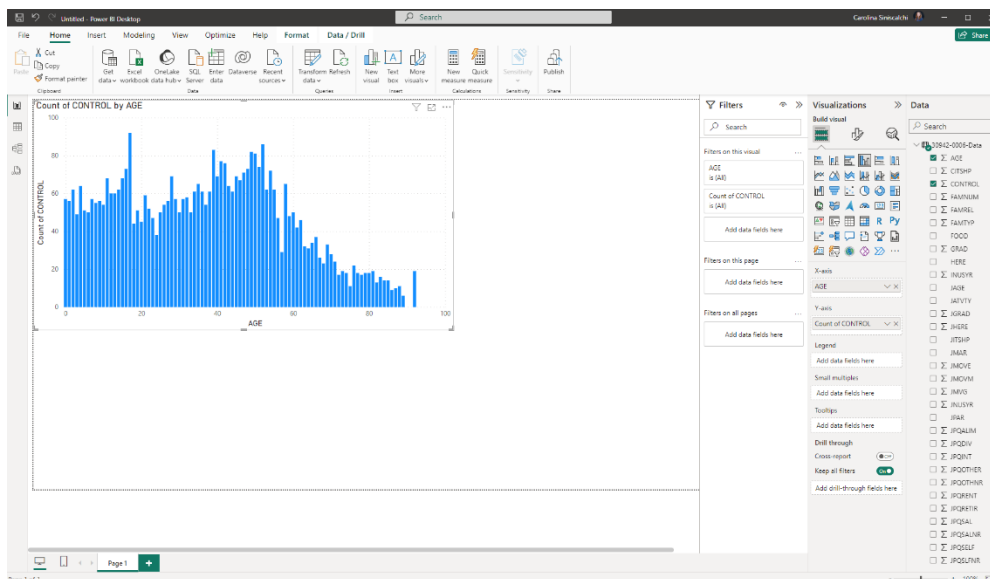 Untitled - Power BI Desktop
Search
Carolina Siniscalchi
File Home Insert Modeling View Optimize Help Format Data / Drill
Share
Paste
Cut
Copy
Format painter
Get data
Excel workbook
OneLake data hub
SQL Server
Enter data
Dataverse
Recent sources
Transform data
Refresh
New visual
Text box
More visuals
New measure
Quick measure
Sensitivity
Publish
Clipboard Data Queries Insert Calculations Sensitivity Share
Count of CONTROL by AGE
100
80
60
40
20
0
Count of CONTROL
0 20 40 60 80 100
AGE
Filters
Search
Filters on this visual
AGE
is (All)
Count of CONTROL
is (All)
Add data fields here
Filters on this page
Add data fields here
Filters on all pages
Add data fields here
Visualizations
Build visual
R Py
X-axis
AGE
Y-axis
Count of CONTROL
Legend
Add data fields here
Small multiples
Add data fields here
Tooltips
Add data fields here
Drill through
Cross-report Off
Keep all filters On
Add drill-through fields here
Data
Search
30942-0006-Data
AGE
CITSHP
CONTROL
FAMNUM
FAMREL
FAMTYP
FOOD
GRAD
HERE
INUSYR
JAGE
JATVTY
JGRAD
JHERE
JITSHP
JMAR
JMOVE
JMOVM
JMVG
JNUSYR
JPAR
JPQALIM
JPQDIV
JPQINT
JPQOTHER
JPQOTHNR
JPQRENT
JPQRETIR
JPQSAL
JPQSALNR
JPQSELF
JPQSLFNR
Page 1
100%